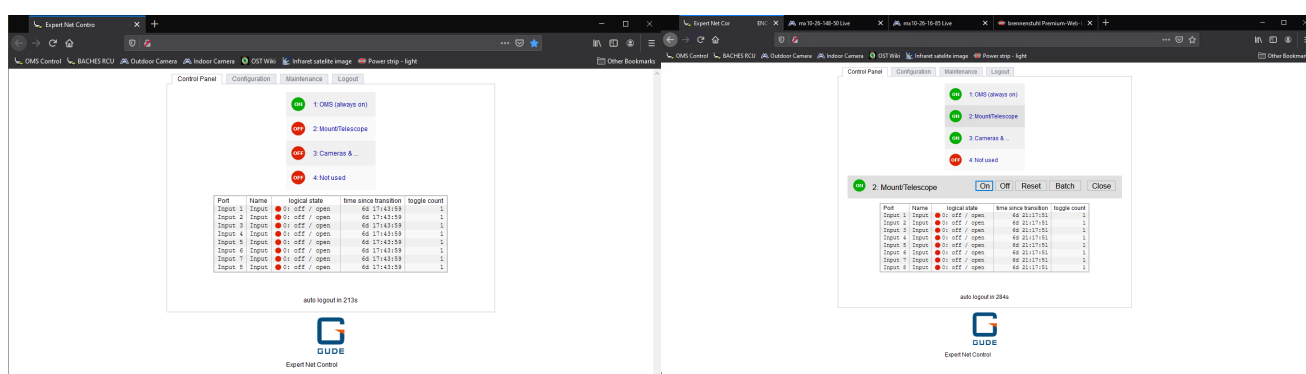 Expert Net Contro
OMS Control BACHES RCU Outdoor Camera Indoor Camera OST Wiki Infraret satelite image Power strip - light Other Bookmarks
Control Panel Configuration Maintenance Logout
ON 1: OMS (always on)
OFF 2: Mount/Telescope
OFF 3: Cameras & ...
OFF 4: Not used
Port Name logical state time since transition toggle count
Input 1 Input 0: off / open 6d 17:43:59 1
Input 2 Input 0: off / open 6d 17:43:59 1
Input 3 Input 0: off / open 6d 17:43:59 1
Input 4 Input 0: off / open 6d 17:43:59 1
Input 5 Input 0: off / open 6d 17:43:59 1
Input 6 Input 0: off / open 6d 17:43:59 1
Input 7 Input 0: off / open 6d 17:43:59 1
Input 8 Input 0: off / open 6d 17:43:59 1
auto logout in 213s
GUDE
Expert Net Control
Expert Net Cor ENC mx10-26-148-50 Live mx10-26-16-85 Live brennenstuhl Premium-Web-L
OMS Control BACHES RCU Outdoor Camera Indoor Camera OST Wiki Infraret satelite image Power strip - light Other Bookmar
Control Panel Configuration Maintenance Logout
ON 1: OMS (always on)
ON 2: Mount/Telescope
ON 3: Cameras & ...
OFF 4: Not used
ON 2: Mount/Telescope On Off Reset Batch Close
Port Name logical state time since transition toggle count
Input 1 Input 0: off / open 6d 21:17:51 1
Input 2 Input 0: off / open 6d 21:17:51 1
Input 3 Input 0: off / open 6d 21:17:51 1
Input 4 Input 0: off / open 6d 21:17:51 1
Input 5 Input 0: off / open 6d 21:17:51 1
Input 6 Input 0: off / open 6d 21:17:51 1
Input 7 Input 0: off / open 6d 21:17:51 1
Input 8 Input 0: off / open 6d 21:17:51 1
auto logout in 284s
GUDE
Expert Net Control